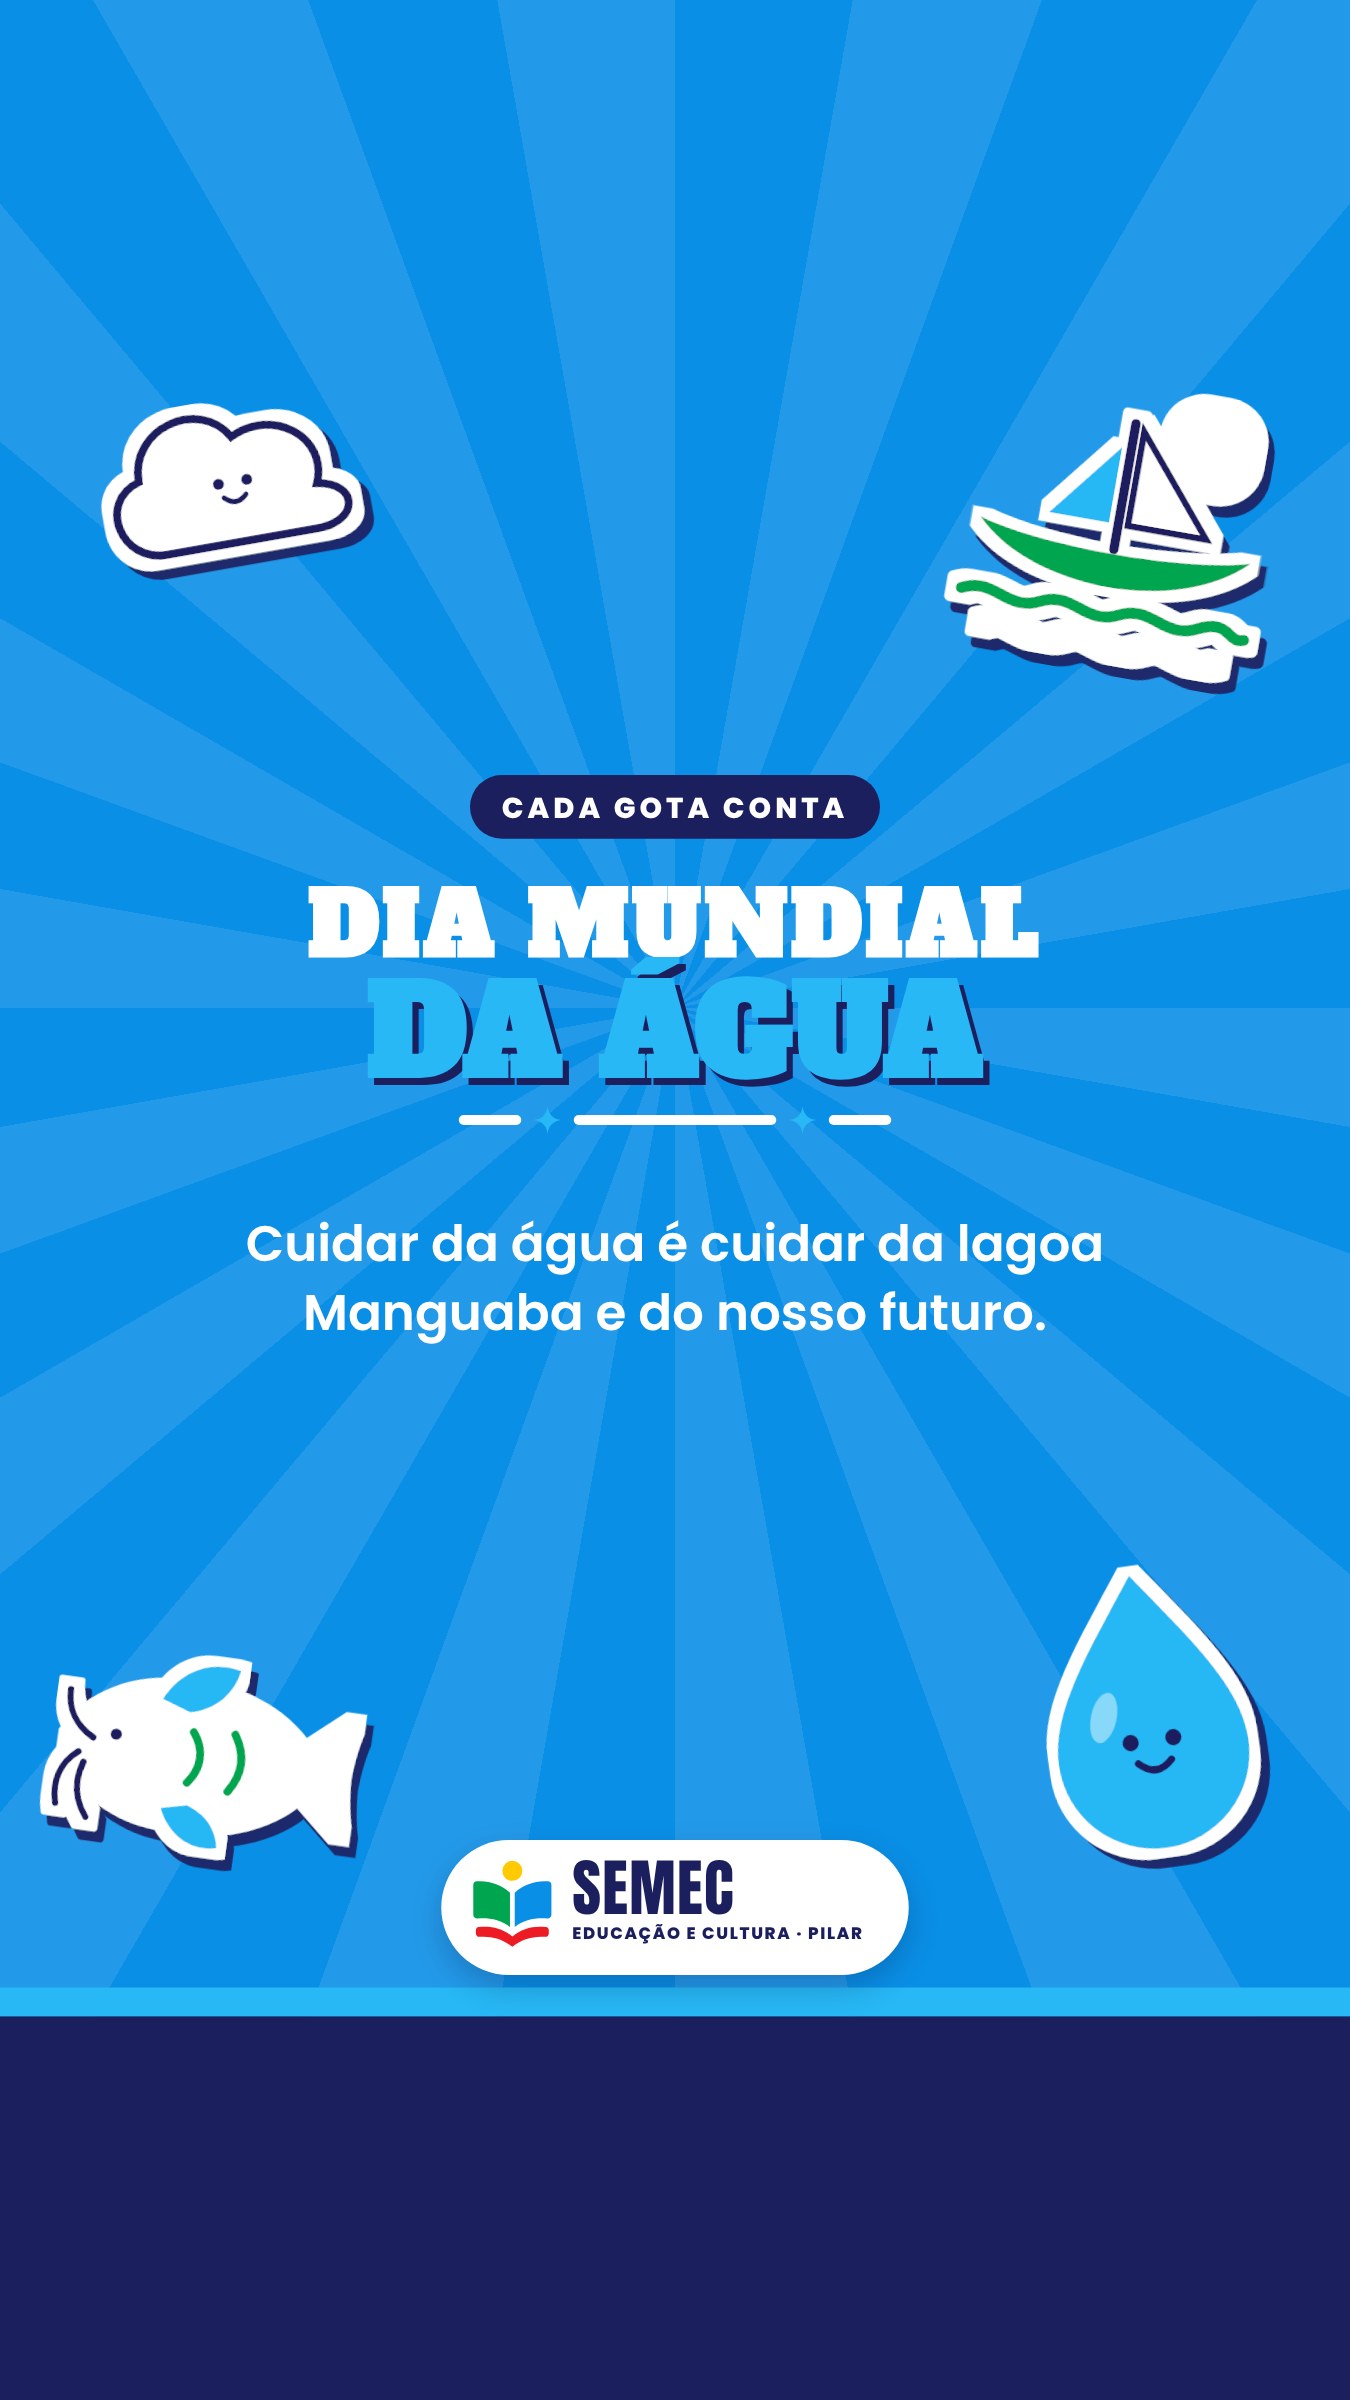 CADA GOTA CONTA
DIA MUNDIAL
DA ÁGUA
Cuidar da água é cuidar da lagoa
Manguaba e do nosso futuro.
SEMEC
EDUCAÇÃO E CULTURA · PILAR